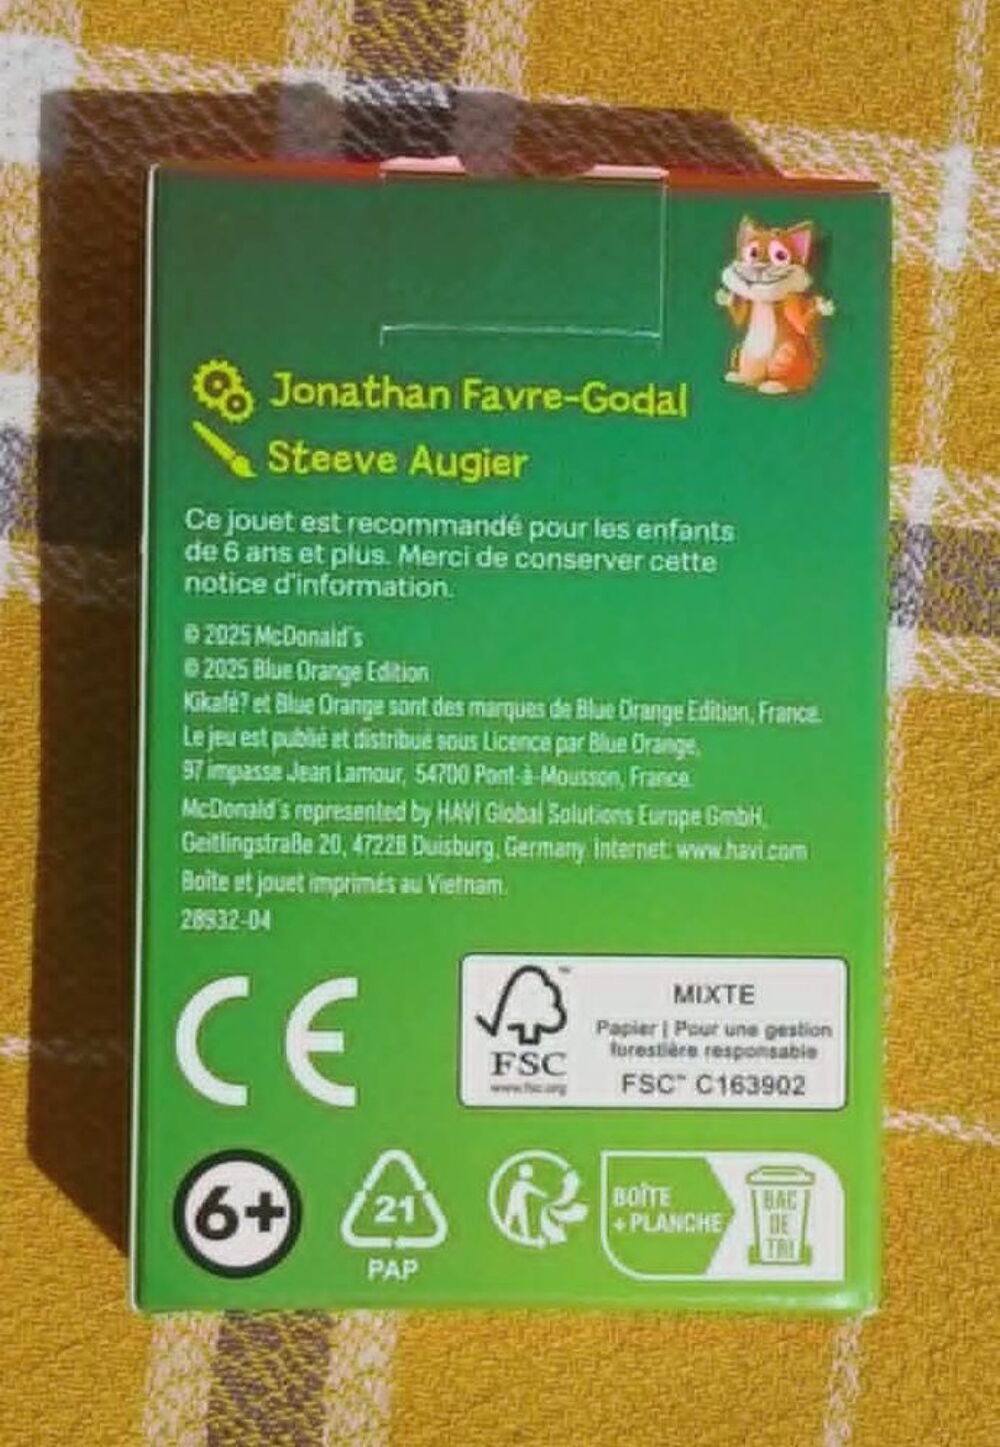 Jonathan Favre-Godal
Steeve Augier
Ce jouet est recommandé pour les enfants
de 6 ans et plus. Merci de conserver cette
notice d'information.
© 2025 McDonald's
© 2025 Blue Orange Edition
Kikafé? et Blue Orange sont des marques de Blue Orange Edition, France.
Le jeu est publié et distribué sous Licence par Blue Orange,
97 impasse Jean Lamour, 54700 Pont-à-Mousson, France.
McDonald's represented by HAVI Global Solutions Europe GmbH,
Geitlingstraße 20, 47228 Duisburg, Germany. Internet: www.havi.com
Boîte et jouet imprimés au Vietnam.
28932-04
CE
FSC™
www.fsc.org
MIXTE
Papier | Pour une gestion
forestière responsable
FSC™ C163902
6+
21
PAP
BOÎTE
+ PLANCHE
BAC
DE
TRI